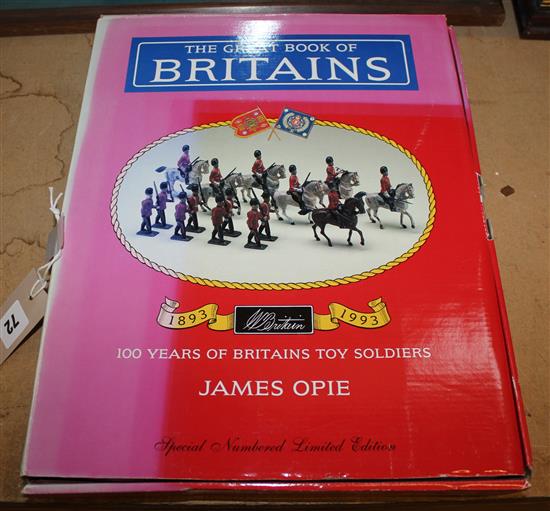 THE GREAT BOOK OF
BRITAINS
1893 W Britain 1993
100 YEARS OF BRITAINS TOY SOLDIERS
JAMES OPIE
Special Numbered Limited Edition
72